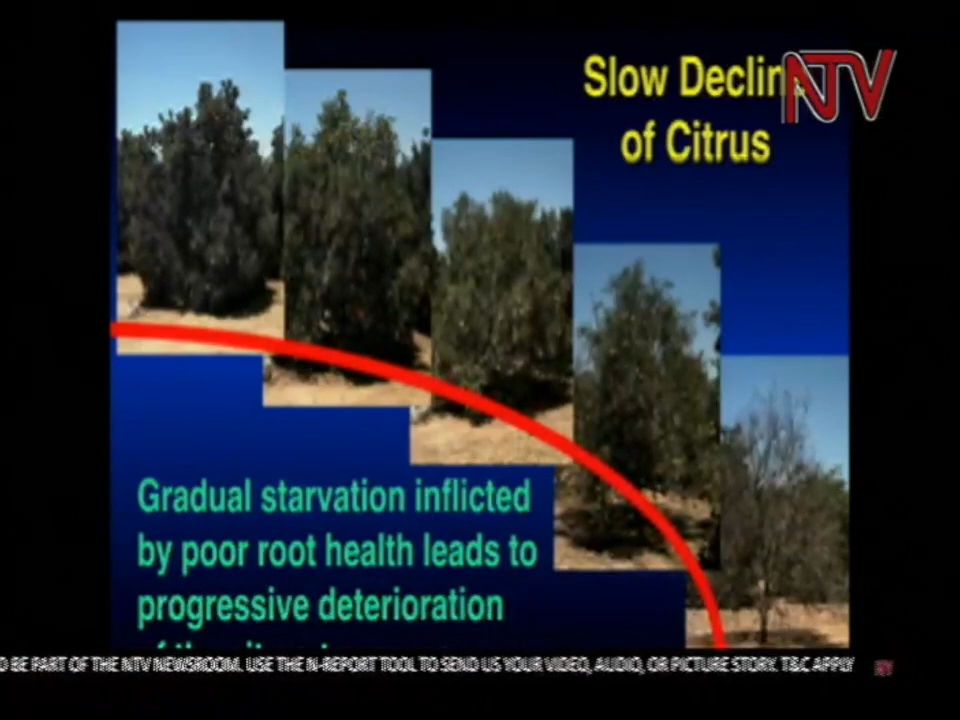 Slow Declin
of Citrus
NTV
Gradual starvation inflicted
by poor root health leads to
progressive deterioration
BE PART OF THE NTV NEWSROOM. USE THE N-REPORT TOOL TO SEND US YOUR VIDEO, AUDIO, OR PICTURE STORY. T&C APPLY